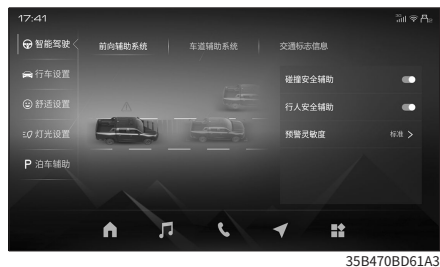 17:41
智能驾驶
前向辅助系统
车道辅助系统
交通标志信息
行车设置
碰撞安全辅助
舒适设置
行人安全辅助
灯光设置
预警灵敏度
标准
P 泊车辅助
35B470BD61A3